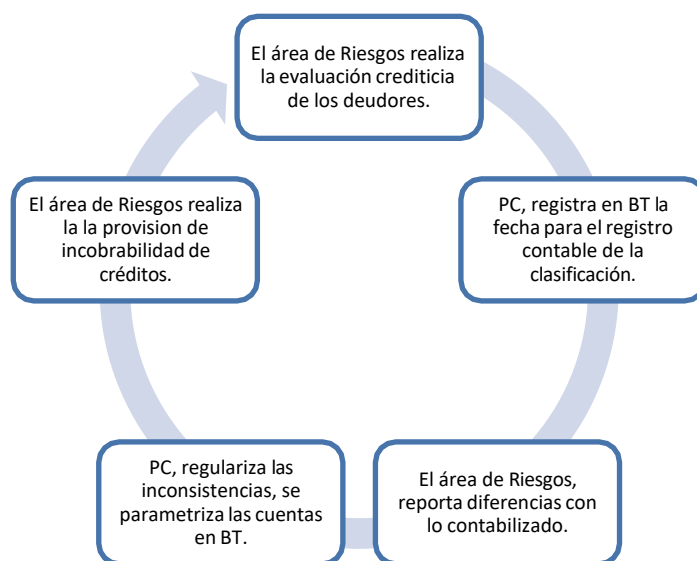 El área de Riesgos realiza
la evaluación crediticia
de los deudores.
PC, registra en BT la
fecha para el registro
contable de la
clasificación.
El área de Riesgos,
reporta diferencias con
lo contabilizado.
PC, regulariza las
inconsistencias, se
parametriza las cuentas
en BT.
El área de Riesgos realiza
la la provision de
incobrabilidad de
créditos.